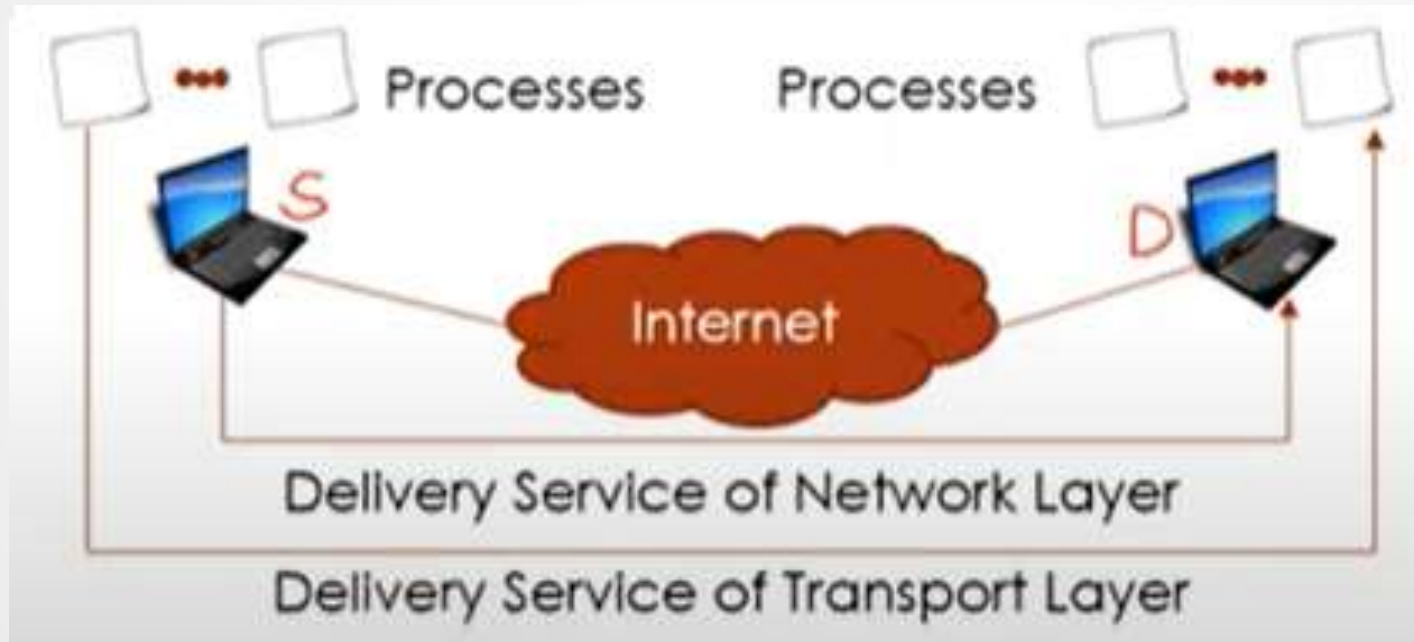 Processes
Processes
S
D
Internet
Delivery Service of Network Layer
Delivery Service of Transport Layer